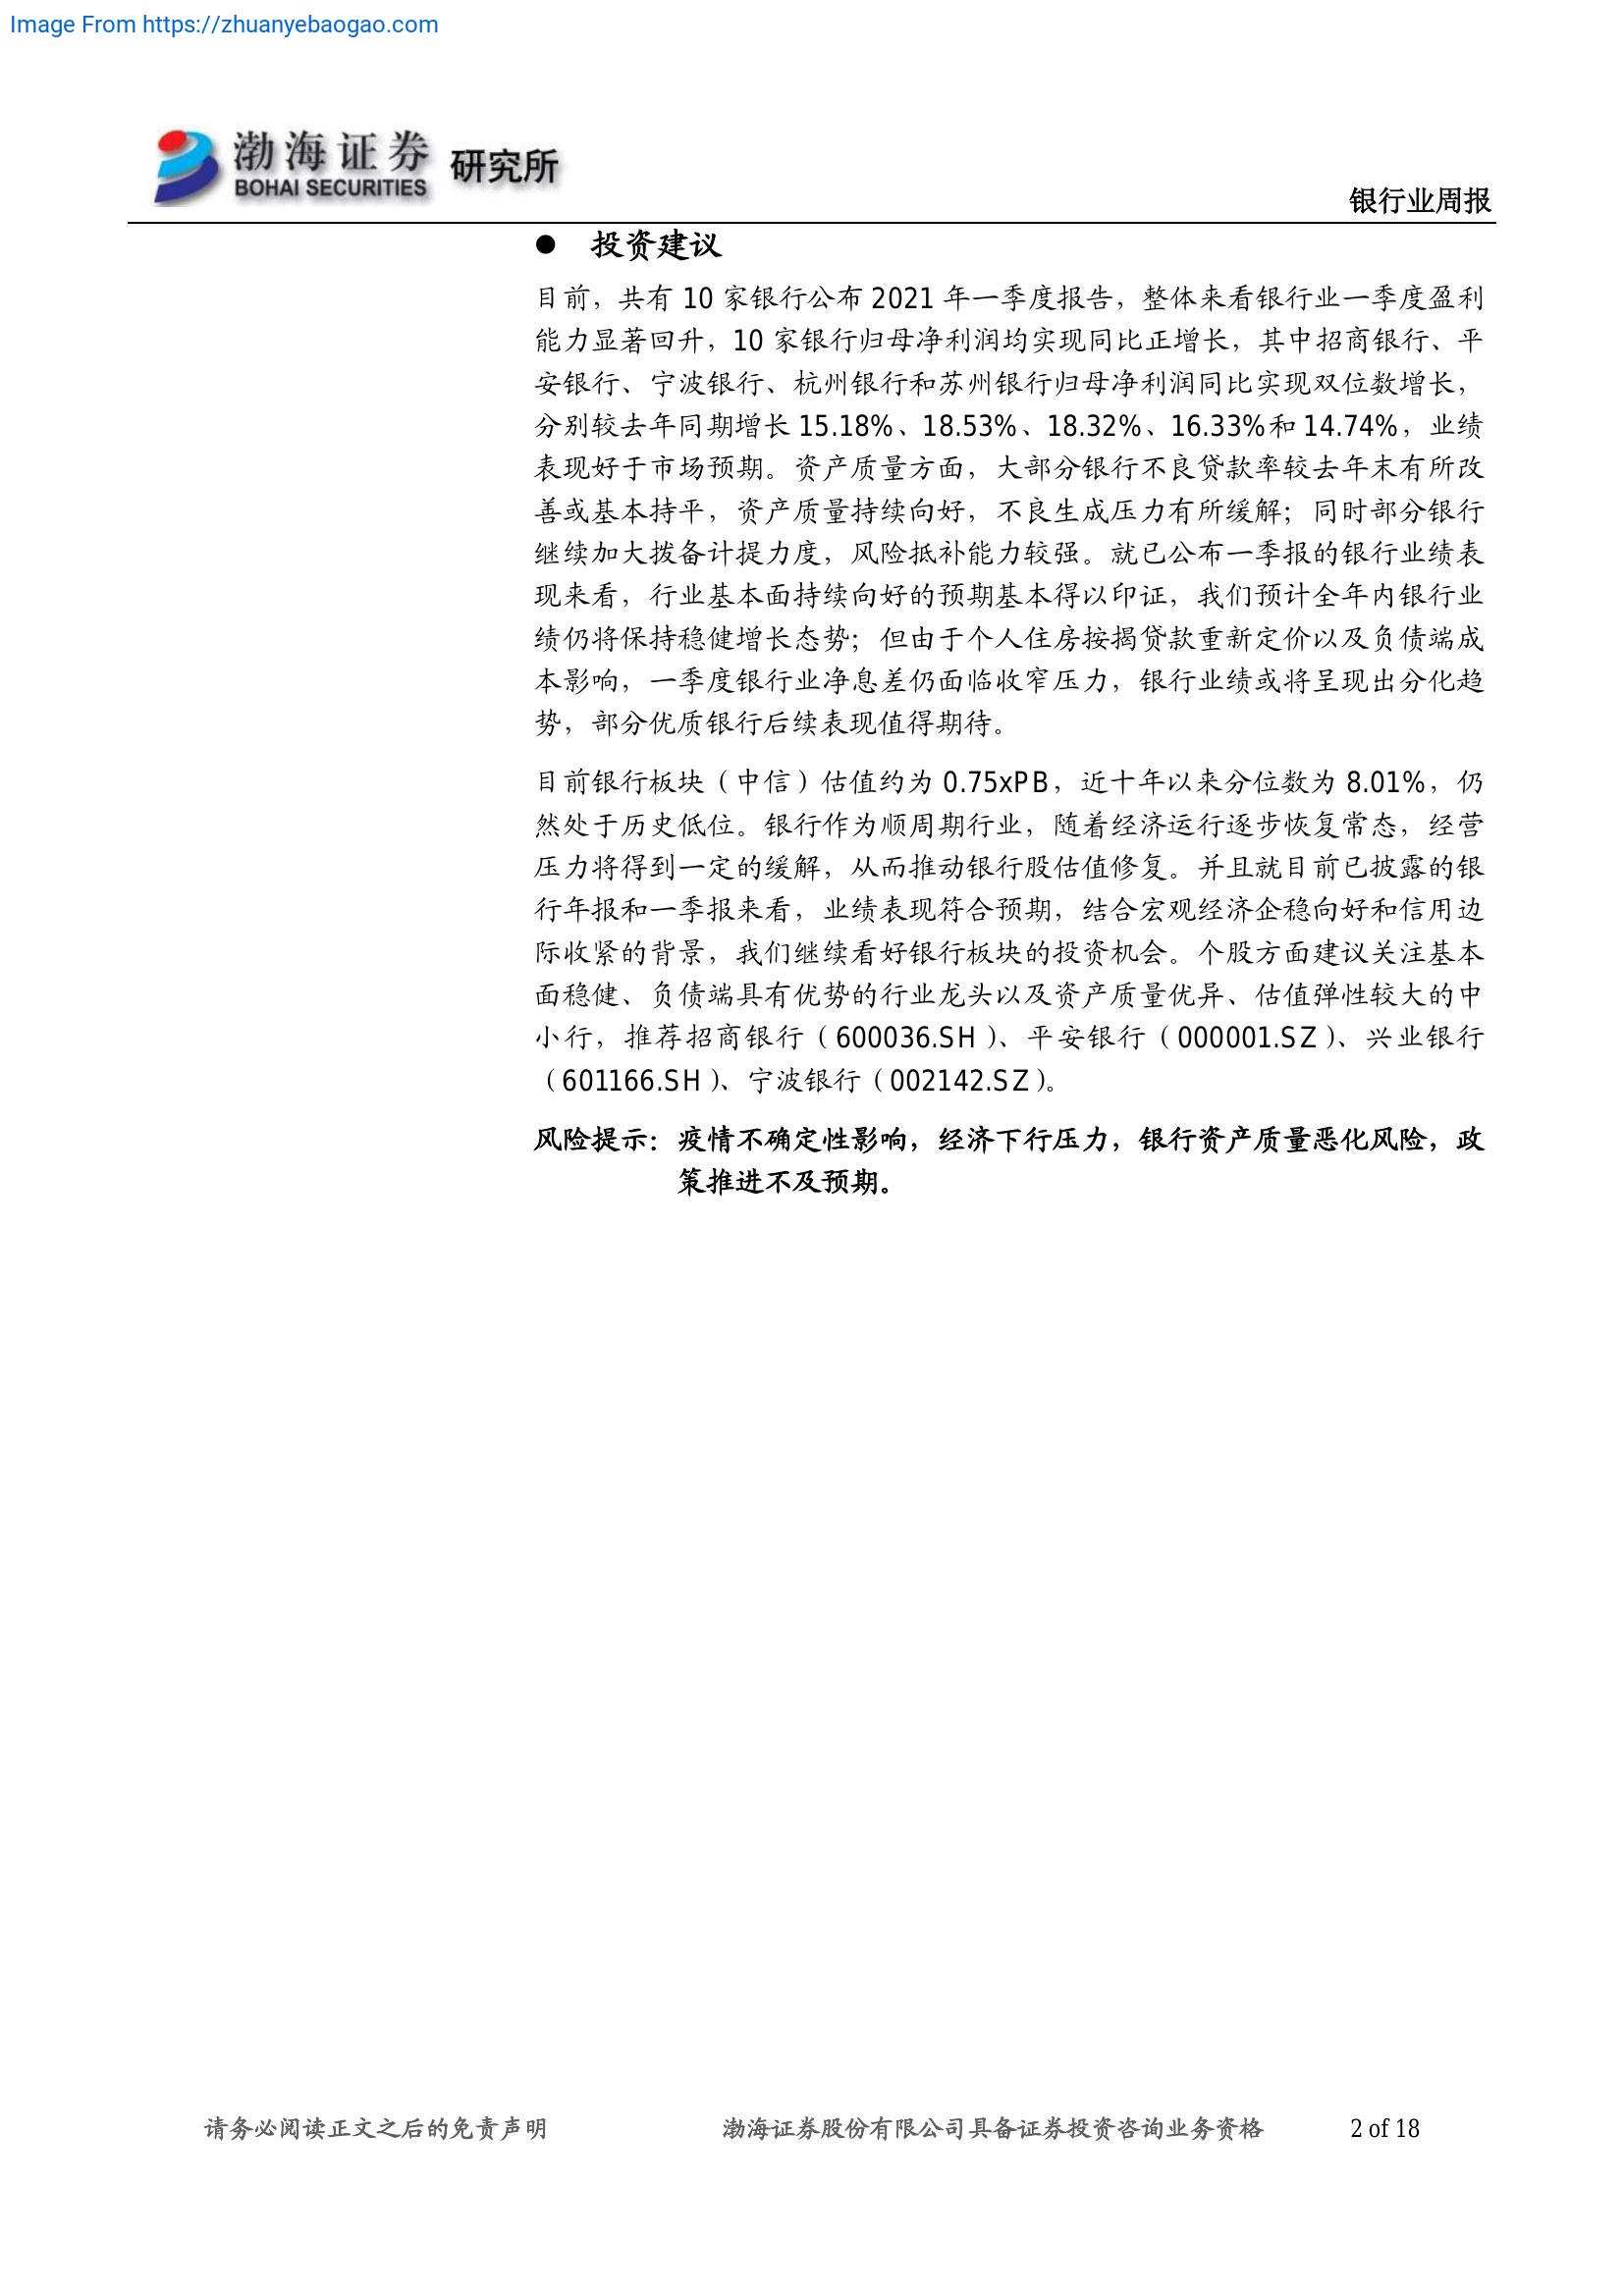 Image From https://zhuanyebaogao.com
渤海证券 研究所
BOHAI SECURITIES
银行业周报
● 投资建议
目前，共有 10 家银行公布 2021 年一季度报告，整体来看银行业一季度盈利
能力显著回升，10 家银行归母净利润均实现同比正增长，其中招商银行、平
安银行、宁波银行、杭州银行和苏州银行归母净利润同比实现双位数增长，
分别较去年同期增长 15.18%、18.53%、18.32%、16.33%和 14.74%，业绩
表现好于市场预期。资产质量方面，大部分银行不良贷款率较去年末有所改
善或基本持平，资产质量持续向好，不良生成压力有所缓解；同时部分银行
继续加大拨备计提力度，风险抵补能力较强。就已公布一季报的银行业绩表
现来看，行业基本面持续向好的预期基本得以印证，我们预计全年内银行业
绩仍将保持稳健增长态势；但由于个人住房按揭贷款重新定价以及负债端成
本影响，一季度银行业净息差仍面临收窄压力，银行业绩或将呈现出分化趋
势，部分优质银行后续表现值得期待。
目前银行板块（中信）估值约为 0.75xPB，近十年以来分位数为 8.01%，仍
然处于历史低位。银行作为顺周期行业，随着经济运行逐步恢复常态，经营
压力将得到一定的缓解，从而推动银行股估值修复。并且就目前已披露的银
行年报和一季报来看，业绩表现符合预期，结合宏观经济企稳向好和信用边
际收紧的背景，我们继续看好银行板块的投资机会。个股方面建议关注基本
面稳健、负债端具有优势的行业龙头以及资产质量优异、估值弹性较大的中
小行，推荐招商银行（600036.SH）、平安银行（000001.SZ）、兴业银行
（601166.SH）、宁波银行（002142.SZ）。
风险提示：疫情不确定性影响，经济下行压力，银行资产质量恶化风险，政
策推进不及预期。
请务必阅读正文之后的免责声明 渤海证券股份有限公司具备证券投资咨询业务资格 2 of 18